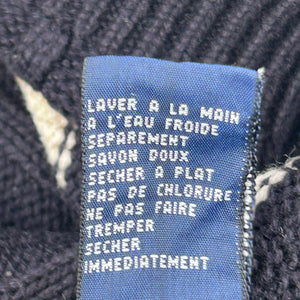 LAVER A LA MAIN
A L'EAU FROIDE
SEPAREMENT
SAVON DOUX
SECHER A PLAT
PAS DE CHLORURE
NE PAS FAIRE
TREMPER
SECHER
IMMEDIATEMENT